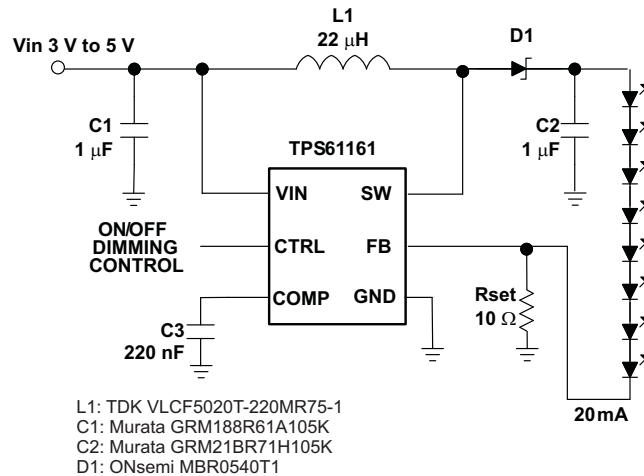 L1
22 μH
Vin 3 V to 5 V
D1
C1
1 μF
C2
1 μF
TPS61161
VIN
SW
ON/OFF
DIMMING
CONTROL
CTRL
FB
COMP
GND
Rset
10 Ω
C3
220 nF
20mA
L1: TDK VLCF5020T-220MR75-1
C1: Murata GRM188R61A105K
C2: Murata GRM21BR71H105K
D1: ONsemi MBR0540T1